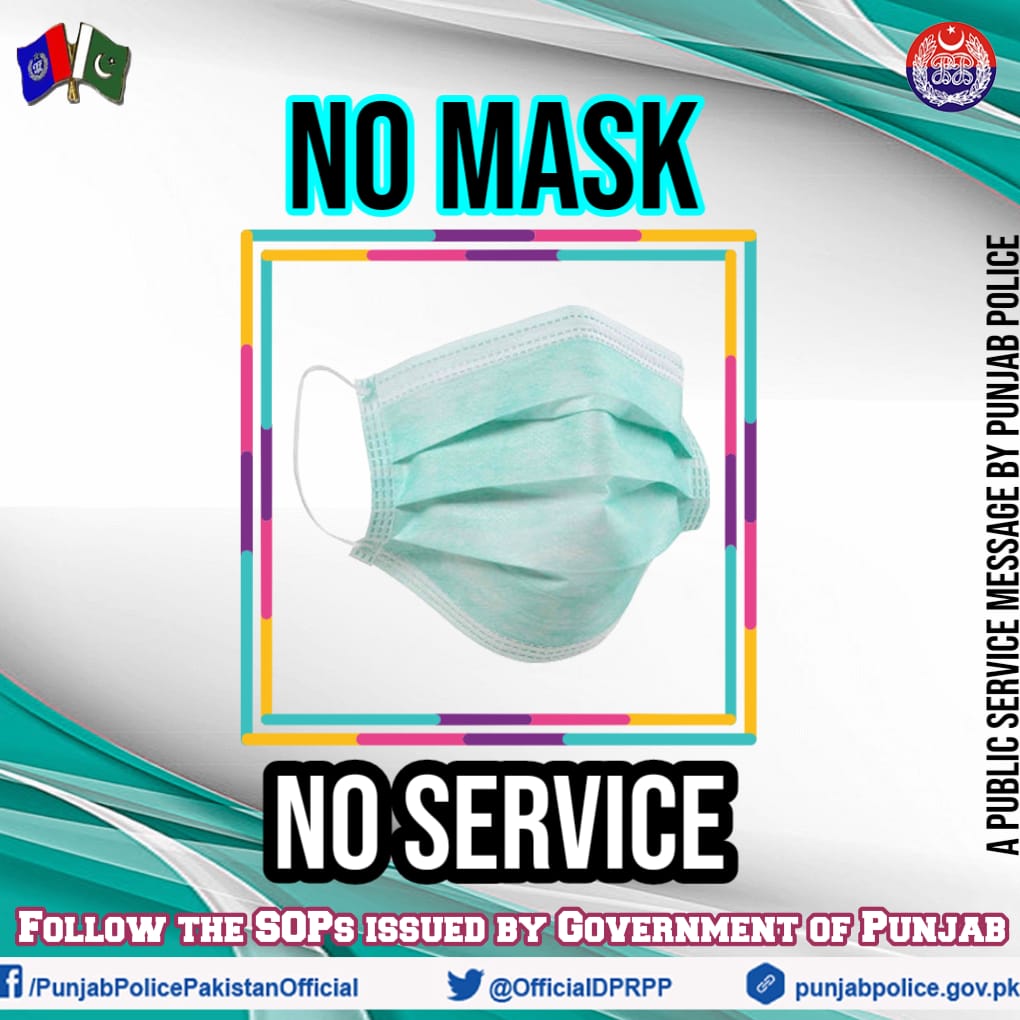 NO MASK
A PUBLIC SERVICE MESSAGE BY PUNJAB POLICE
NO SERVICE
FOLLOW THE SOPS ISSUED BY GOVERNMENT OF PUNJAB
/PunjabPolicePakistanOfficial
@OfficialDPRPP
punjabpolice.gov.pk